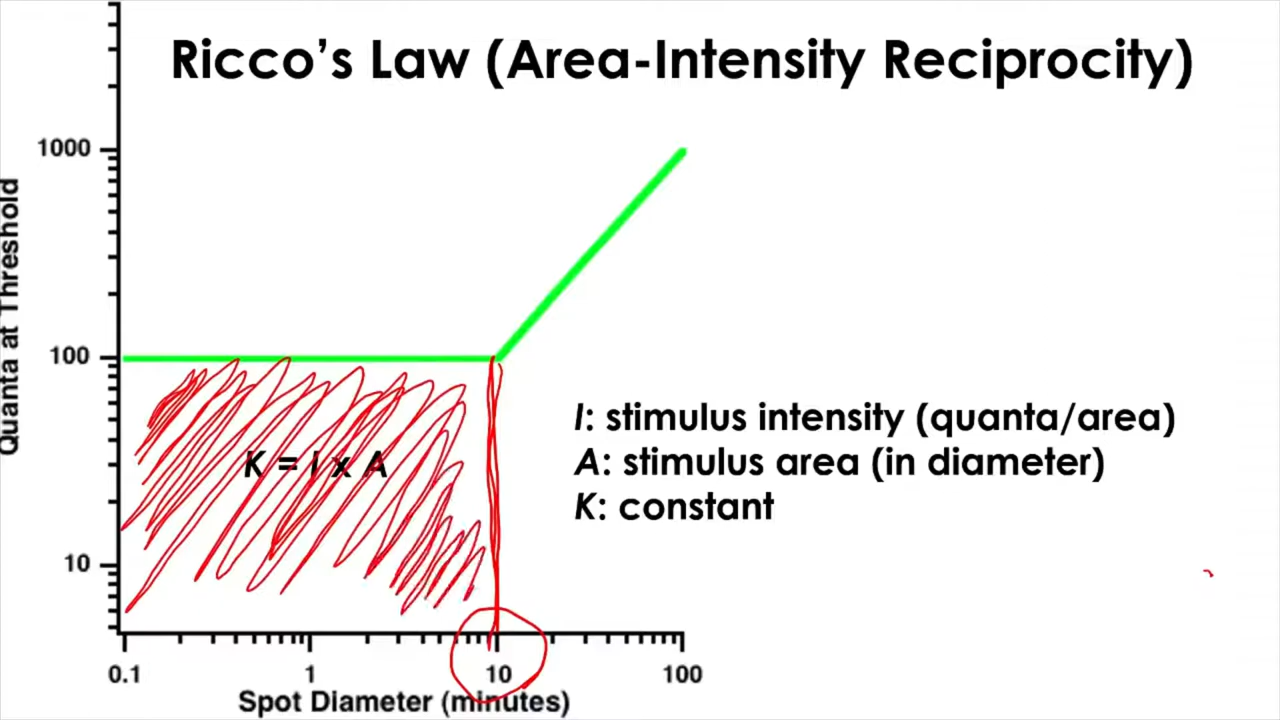 Ricco's Law (Area-Intensity Reciprocity)
Quanta at Threshold
1000
100
10
K = I x A
I: stimulus intensity (quanta/area)
A: stimulus area (in diameter)
K: constant
0.1
1
10
100
Spot Diameter (minutes)